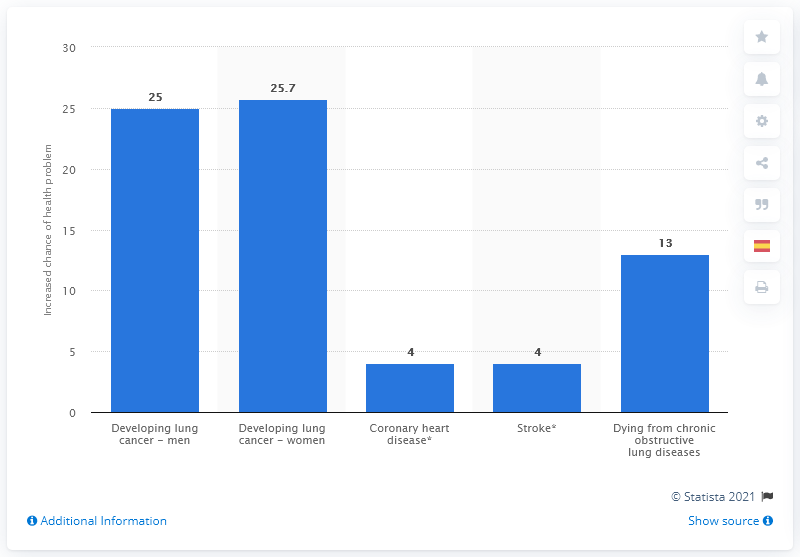 30
25
20
15
10
5
0
Increased chance of health problem
25
25.7
4
4
13
Developing lung
cancer - men
Developing lung
cancer - women
Coronary heart
disease*
Stroke*
Dying from chronic
obstructive
lung diseases
© Statista 2021
Additional Information
Show source